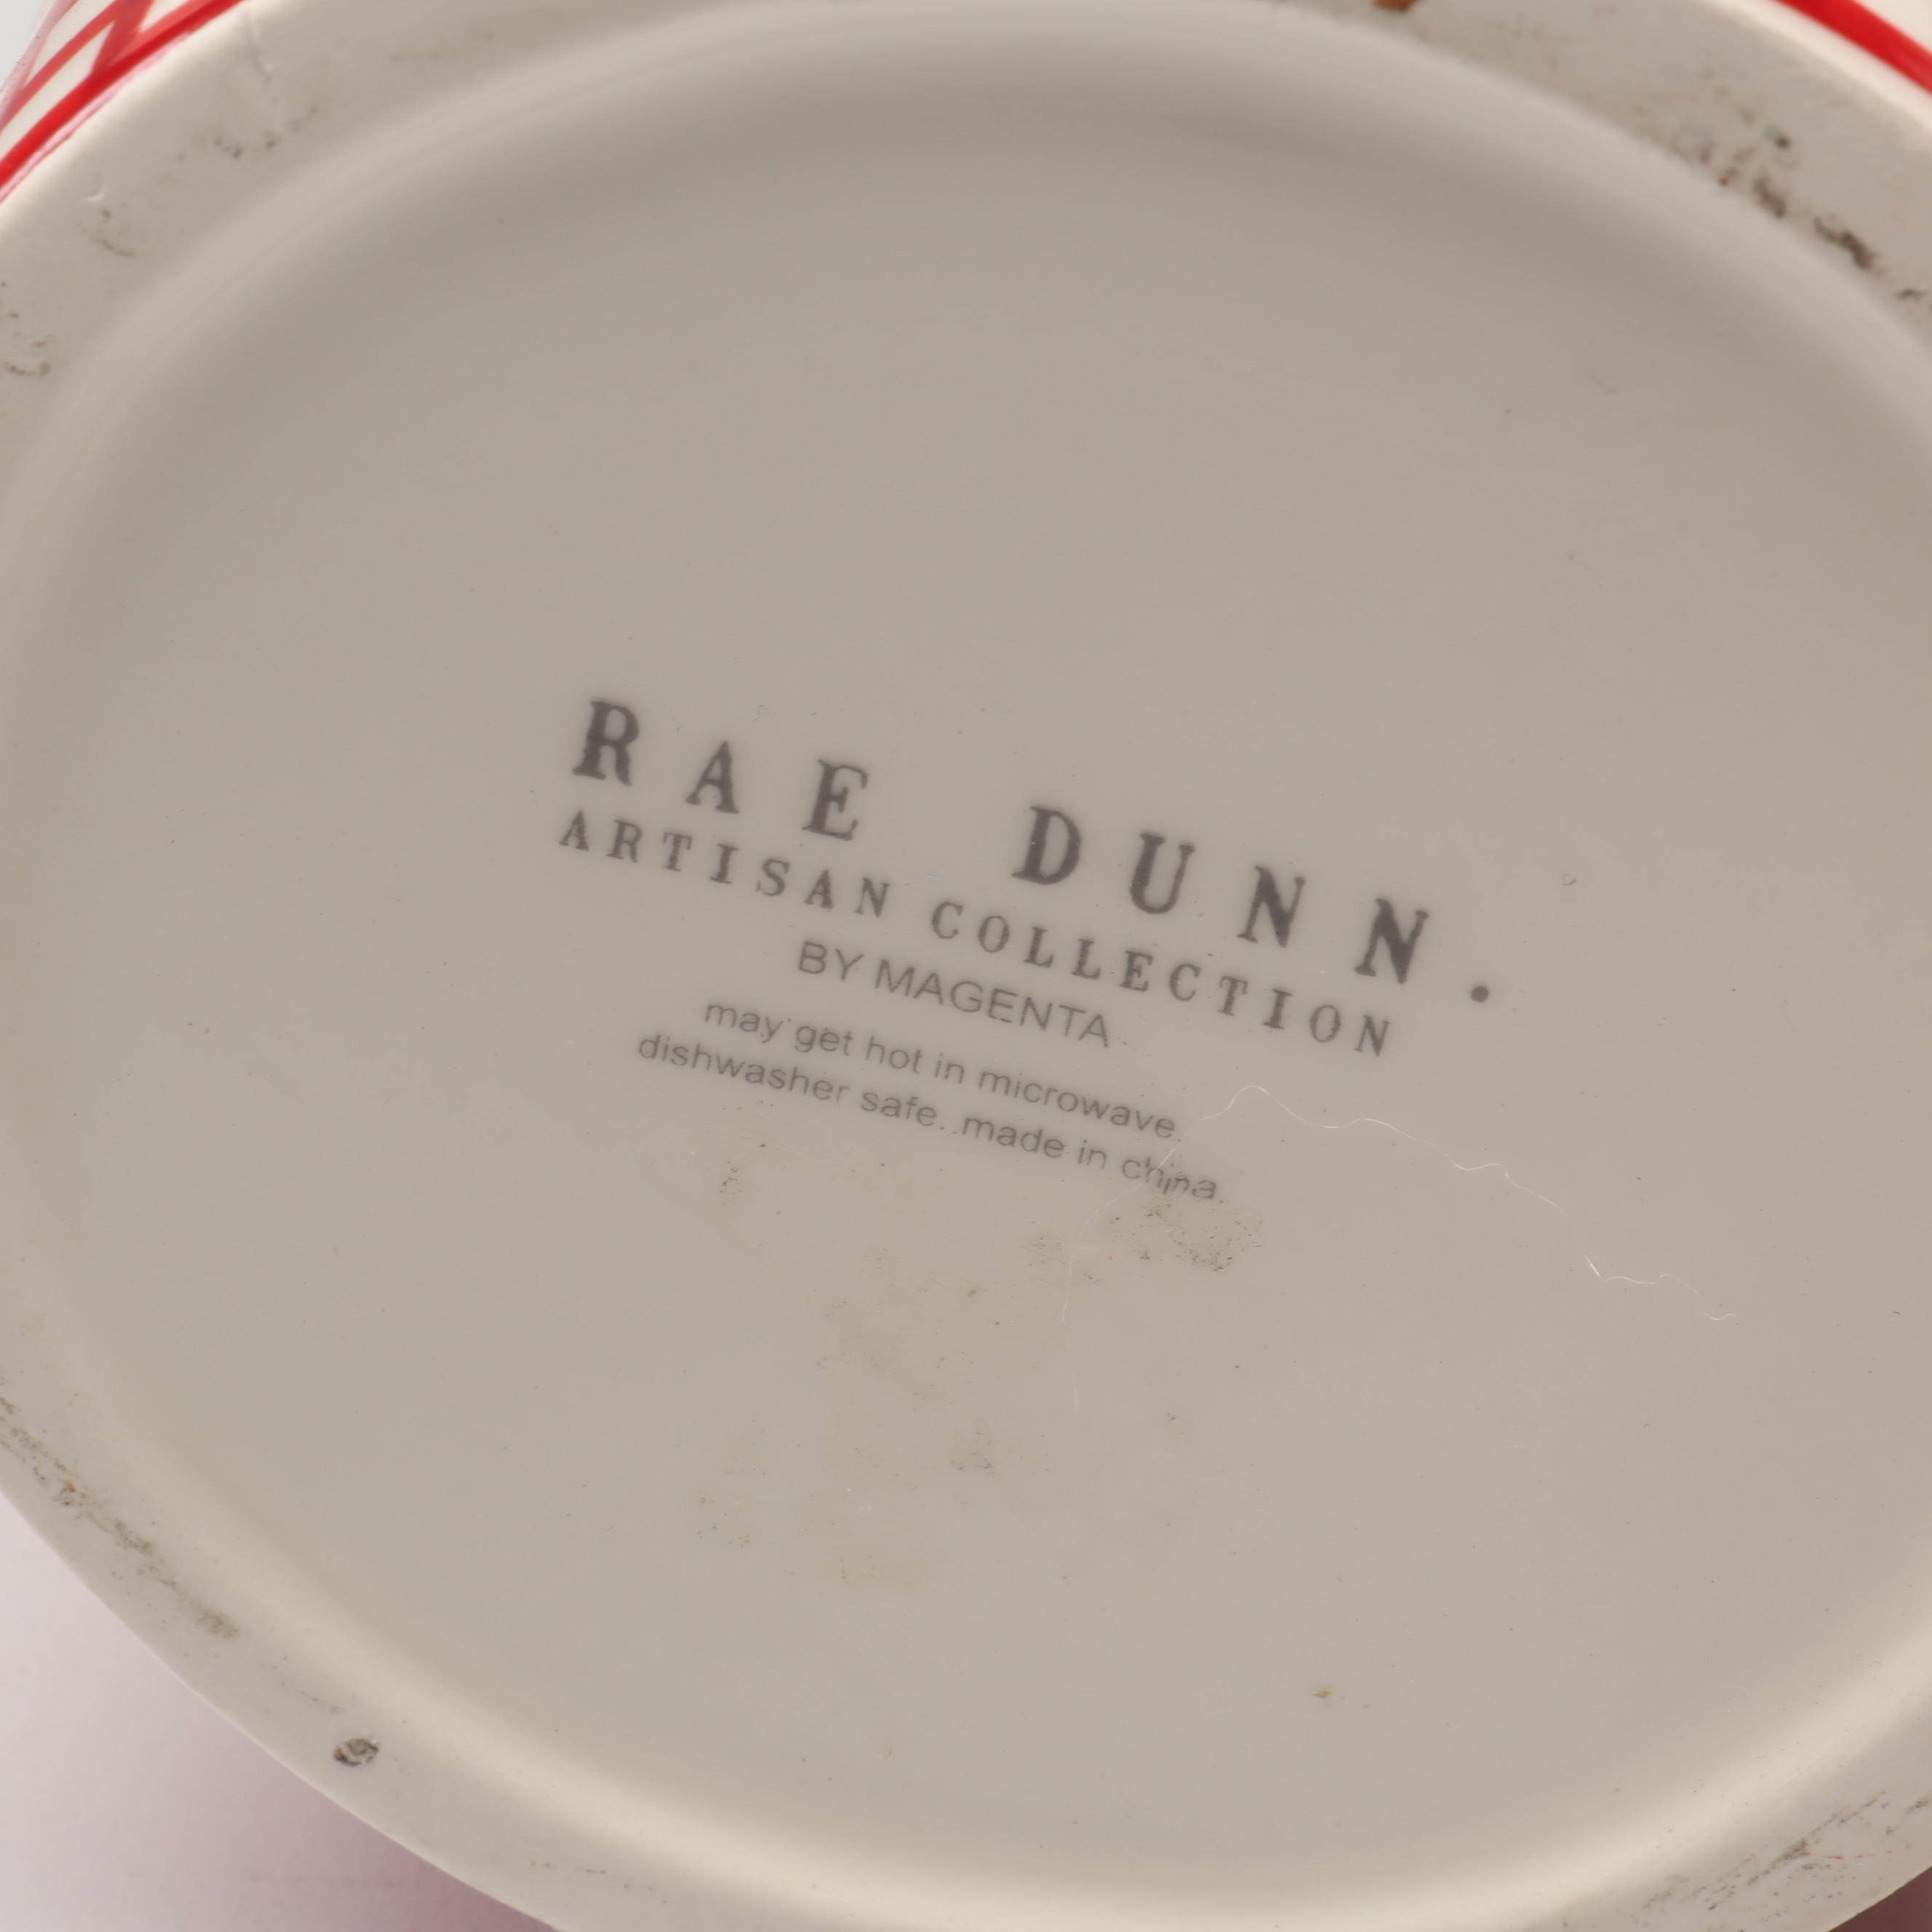 RAE DUNN.
ARTISAN COLLECTION
BY MAGENTA
may get hot in microwave.
dishwasher safe. made in china.